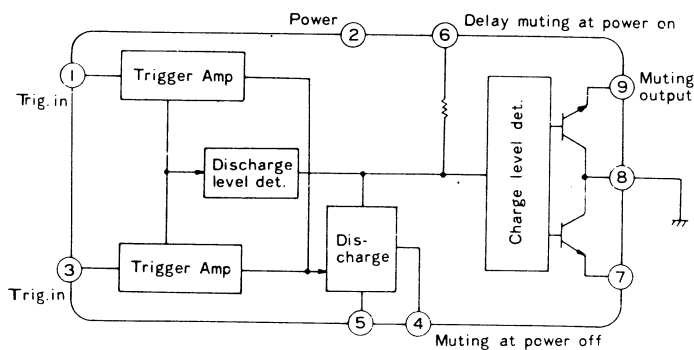 Power
2
6
Delay muting at power on
1
Trig. in
Trigger Amp
Discharge
level det.
Charge level det.
9
Muting
output
8
3
Trig.in
Trigger Amp
Dis-
charge
7
5
4
Muting at power off